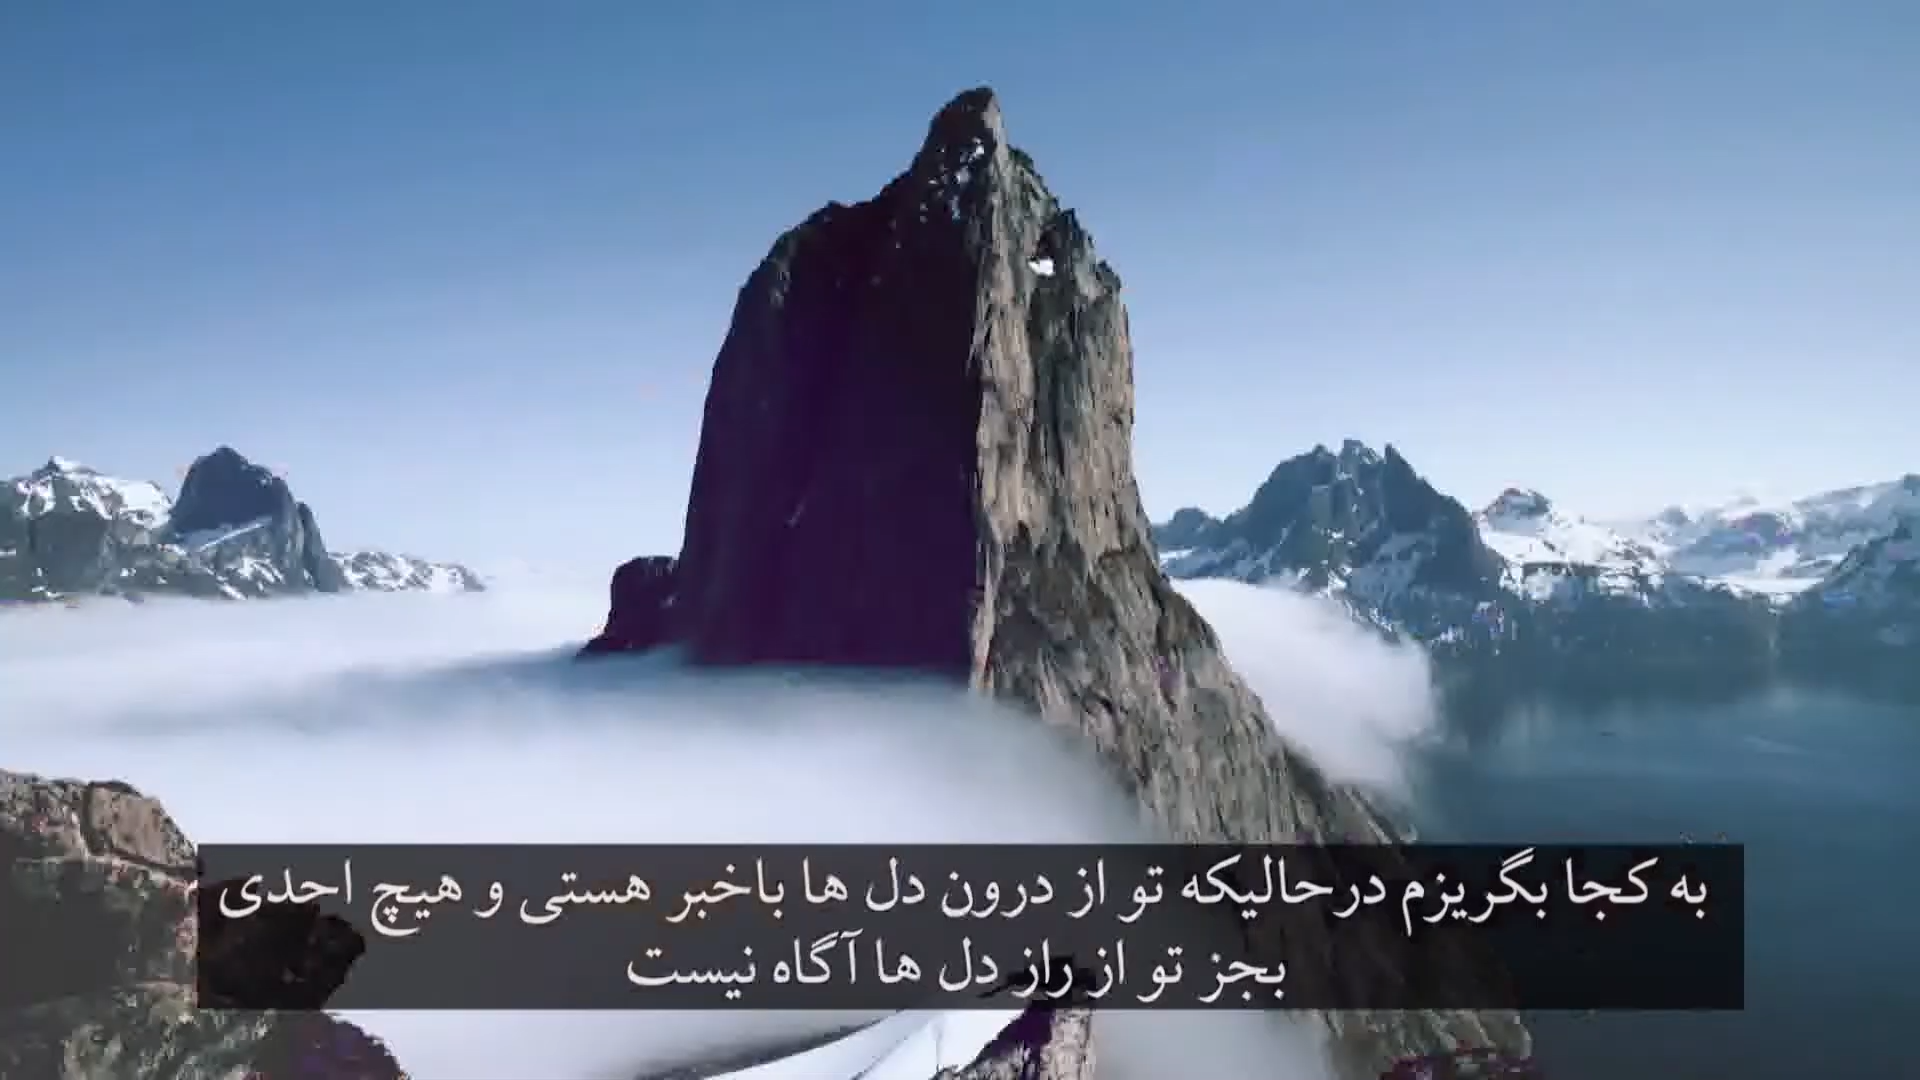 به کجا بگریزم درحالیکه تو از درون دل ها باخبر هستی و هیچ احدی
بجز تو از راز دل ها آگاه نیست